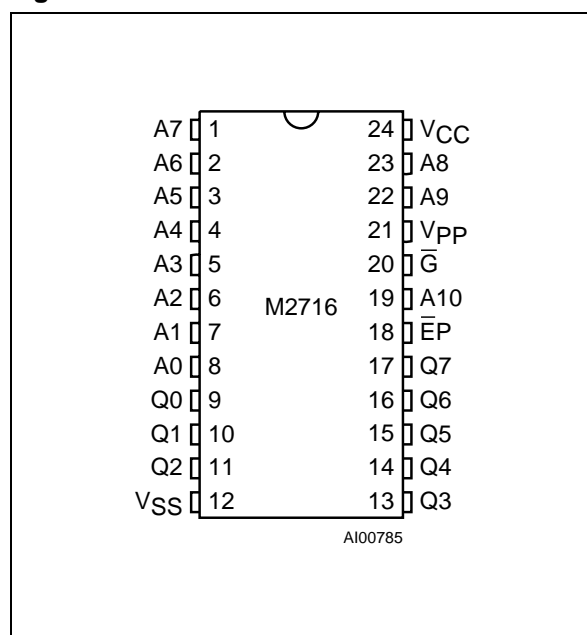 A7 1 24 VCC
A6 2 23 A8
A5 3 22 A9
A4 4 21 VPP
A3 5 20 G̅
A2 6 19 A10
M2716
A1 7 18 E̅P
A0 8 17 Q7
Q0 9 16 Q6
Q1 10 15 Q5
Q2 11 14 Q4
VSS 12 13 Q3
AI00785